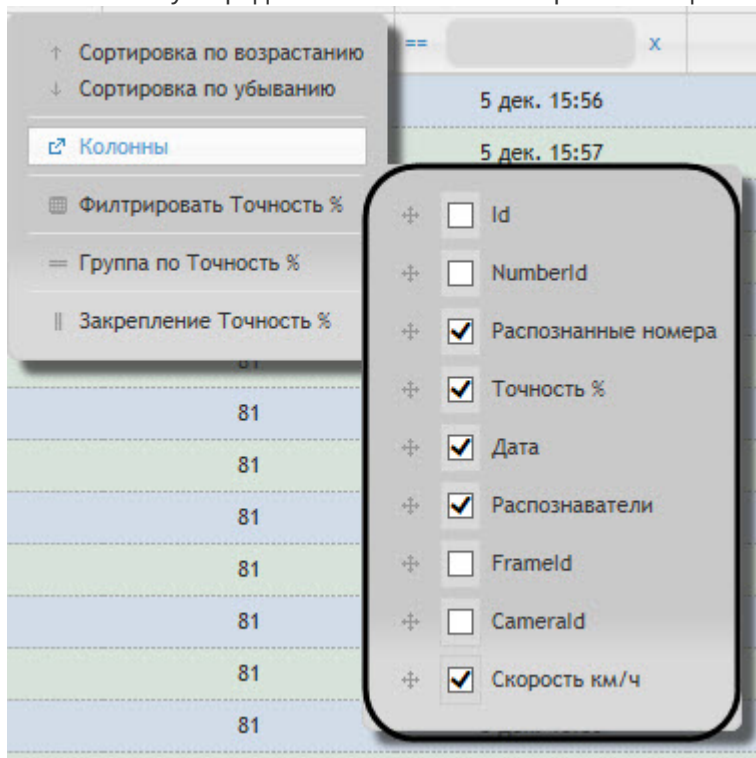 ↑ Сортировка по возрастанию
== x
↓ Сортировка по убыванию
5 дек. 15:56
Колонны
5 дек. 15:57
Филтрировать Точность %
Группа по Точность %
Закрепление Точность %
Id
NumberId
Распознанные номера
Точность %
Дата
Распознаватели
FrameId
CameraId
Скорость км/ч
81
81
81
81
81
81
81
81